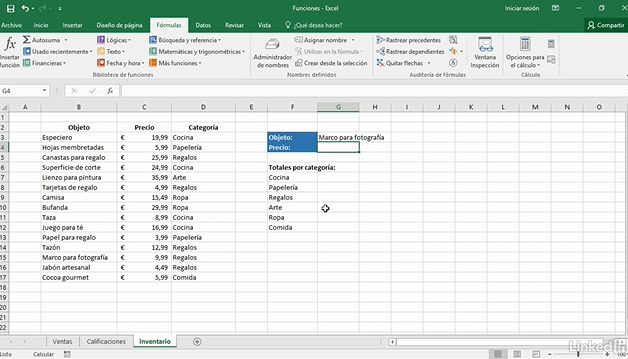 Funciones - Excel
Iniciar sesión
Archivo Inicio Insertar Diseño de página Fórmulas Datos Revisar Vista ¿Qué desea hacer? Compartir
fx Insertar función
Autosuma
Usado recientemente
Financieras
Lógicas
Texto
Fecha y hora
Búsqueda y referencia
Matemáticas y trigonométricas
Más funciones
Biblioteca de funciones
Administrador de nombres
Asignar nombre
Utilizar en la fórmula
Crear desde la selección
Nombres definidos
Rastrear precedentes
Rastrear dependientes
Quitar flechas
Auditoría de fórmulas
Ventana Inspección
Opciones para el cálculo
Cálculo
G4 fx
A B C D E F G H I J K L M N O
1
2 Objeto Precio Categoría
3 Especiero € 19,99 Cocina Objeto: Marco para fotografía
4 Hojas membretadas € 5,99 Papelería Precio:
5 Canastas para regalo € 25,99 Regalos
6 Superficie de corte € 24,99 Cocina Totales por categoría:
7 Lienzo para pintura € 35,99 Arte Cocina
8 Tarjetas de regalo € 4,99 Regalos Papelería
9 Camisa € 15,49 Ropa Regalos
10 Bufanda € 29,99 Ropa Arte
11 Taza € 8,99 Cocina Ropa
12 Juego para té € 16,99 Cocina Comida
13 Papel para regalo € 3,99 Papelería
14 Tazón € 12,99 Regalos
15 Marco para fotografía € 9,99 Regalos
16 Jabón artesanal € 4,49 Regalos
17 Cocoa gourmet € 5,99 Comida
18
19
20
21
22
Ventas Calificaciones Inventario
Listo Calcular 100
LinkedIn